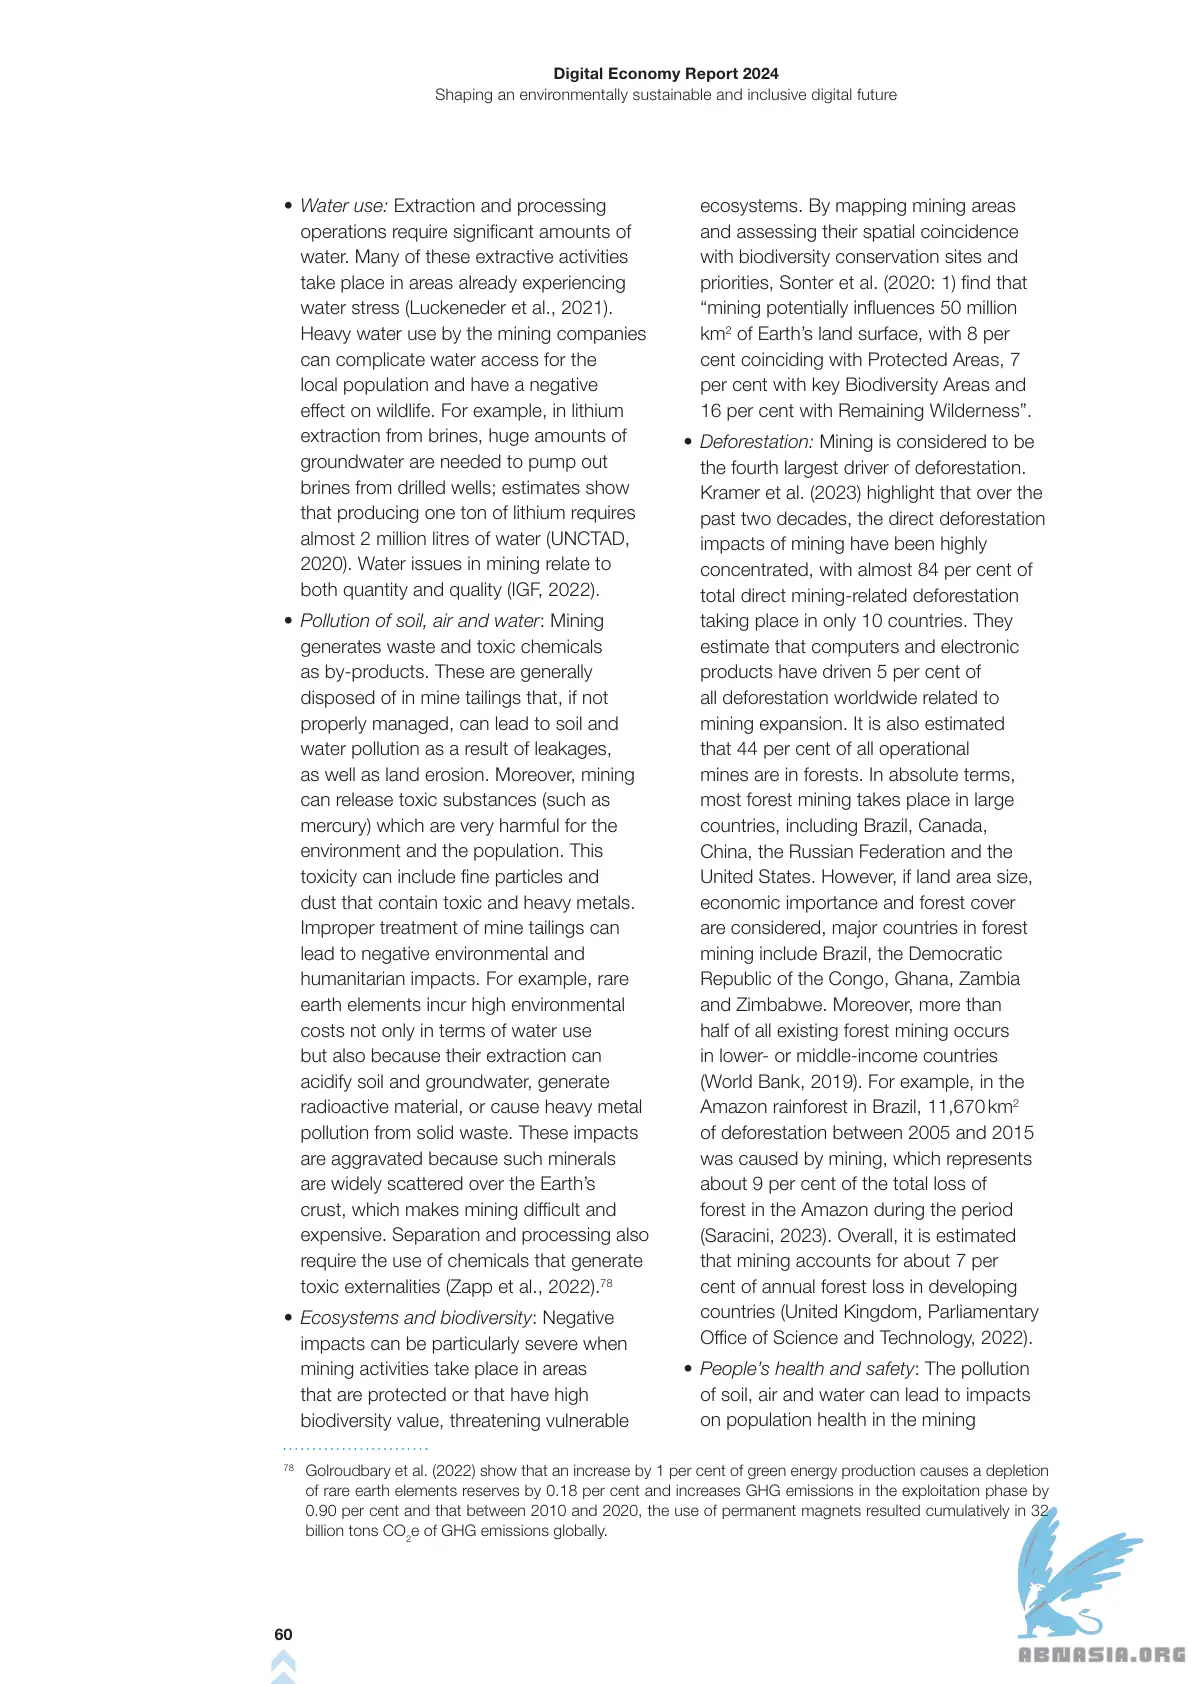 Digital Economy Report 2024
Shaping an environmentally sustainable and inclusive digital future
• Water use: Extraction and processing
operations require significant amounts of
water. Many of these extractive activities
take place in areas already experiencing
water stress (Luckeneder et al., 2021).
Heavy water use by the mining companies
can complicate water access for the
local population and have a negative
effect on wildlife. For example, in lithium
extraction from brines, huge amounts of
groundwater are needed to pump out
brines from drilled wells; estimates show
that producing one ton of lithium requires
almost 2 million litres of water (UNCTAD,
2020). Water issues in mining relate to
both quantity and quality (IGF, 2022).
• Pollution of soil, air and water: Mining
generates waste and toxic chemicals
as by-products. These are generally
disposed of in mine tailings that, if not
properly managed, can lead to soil and
water pollution as a result of leakages,
as well as land erosion. Moreover, mining
can release toxic substances (such as
mercury) which are very harmful for the
environment and the population. This
toxicity can include fine particles and
dust that contain toxic and heavy metals.
Improper treatment of mine tailings can
lead to negative environmental and
humanitarian impacts. For example, rare
earth elements incur high environmental
costs not only in terms of water use
but also because their extraction can
acidify soil and groundwater, generate
radioactive material, or cause heavy metal
pollution from solid waste. These impacts
are aggravated because such minerals
are widely scattered over the Earth’s
crust, which makes mining difficult and
expensive. Separation and processing also
require the use of chemicals that generate
toxic externalities (Zapp et al., 2022).78
• Ecosystems and biodiversity: Negative
impacts can be particularly severe when
mining activities take place in areas
that are protected or that have high
biodiversity value, threatening vulnerable
ecosystems. By mapping mining areas
and assessing their spatial coincidence
with biodiversity conservation sites and
priorities, Sonter et al. (2020: 1) find that
“mining potentially influences 50 million
km2 of Earth’s land surface, with 8 per
cent coinciding with Protected Areas, 7
per cent with key Biodiversity Areas and
16 per cent with Remaining Wilderness”.
• Deforestation: Mining is considered to be
the fourth largest driver of deforestation.
Kramer et al. (2023) highlight that over the
past two decades, the direct deforestation
impacts of mining have been highly
concentrated, with almost 84 per cent of
total direct mining-related deforestation
taking place in only 10 countries. They
estimate that computers and electronic
products have driven 5 per cent of
all deforestation worldwide related to
mining expansion. It is also estimated
that 44 per cent of all operational
mines are in forests. In absolute terms,
most forest mining takes place in large
countries, including Brazil, Canada,
China, the Russian Federation and the
United States. However, if land area size,
economic importance and forest cover
are considered, major countries in forest
mining include Brazil, the Democratic
Republic of the Congo, Ghana, Zambia
and Zimbabwe. Moreover, more than
half of all existing forest mining occurs
in lower- or middle-income countries
(World Bank, 2019). For example, in the
Amazon rainforest in Brazil, 11,670 km2
of deforestation between 2005 and 2015
was caused by mining, which represents
about 9 per cent of the total loss of
forest in the Amazon during the period
(Saracini, 2023). Overall, it is estimated
that mining accounts for about 7 per
cent of annual forest loss in developing
countries (United Kingdom, Parliamentary
Office of Science and Technology, 2022).
• People’s health and safety: The pollution
of soil, air and water can lead to impacts
on population health in the mining
78 Golroudbary et al. (2022) show that an increase by 1 per cent of green energy production causes a depletion
of rare earth elements reserves by 0.18 per cent and increases GHG emissions in the exploitation phase by
0.90 per cent and that between 2010 and 2020, the use of permanent magnets resulted cumulatively in 32
billion tons CO2e of GHG emissions globally.
60
ABNASIA.ORG